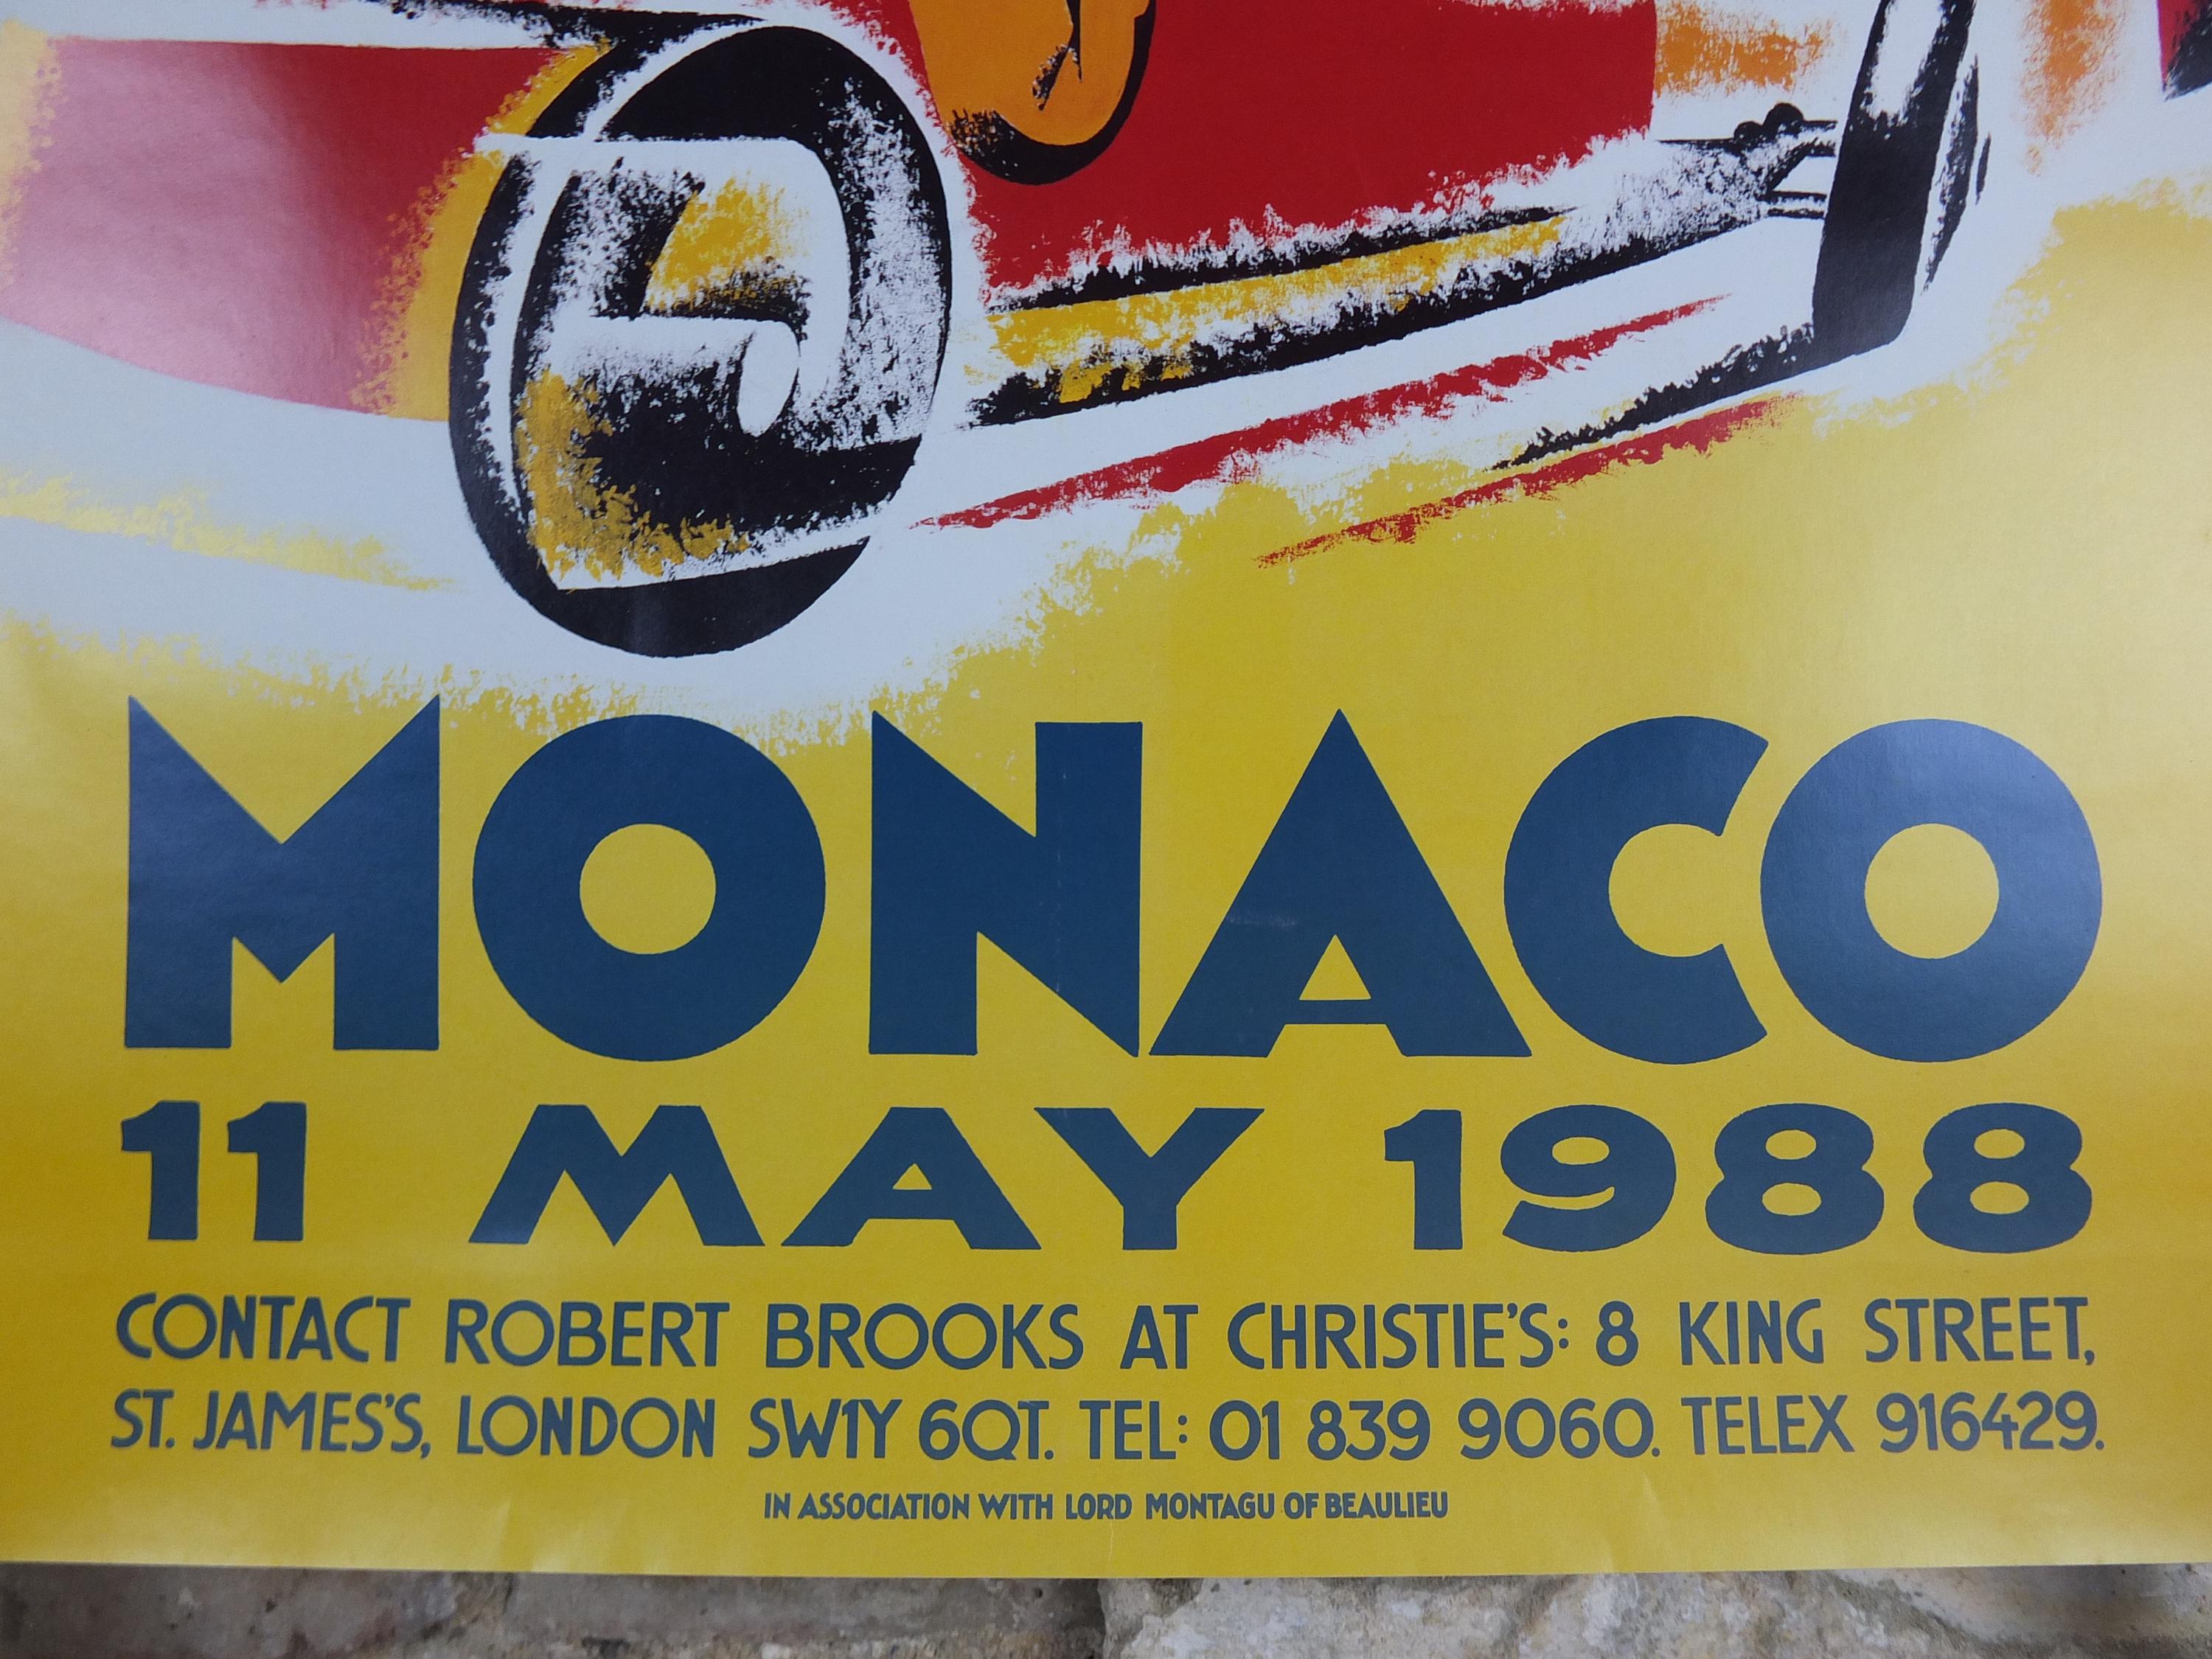 MONACO
11 MAY 1988
CONTACT ROBERT BROOKS AT CHRISTIE'S: 8 KING STREET,
ST. JAMES'S, LONDON SW1Y 6QT. TEL: 01 839 9060. TELEX 916429.
IN ASSOCIATION WITH LORD MONTAGU OF BEAULIEU